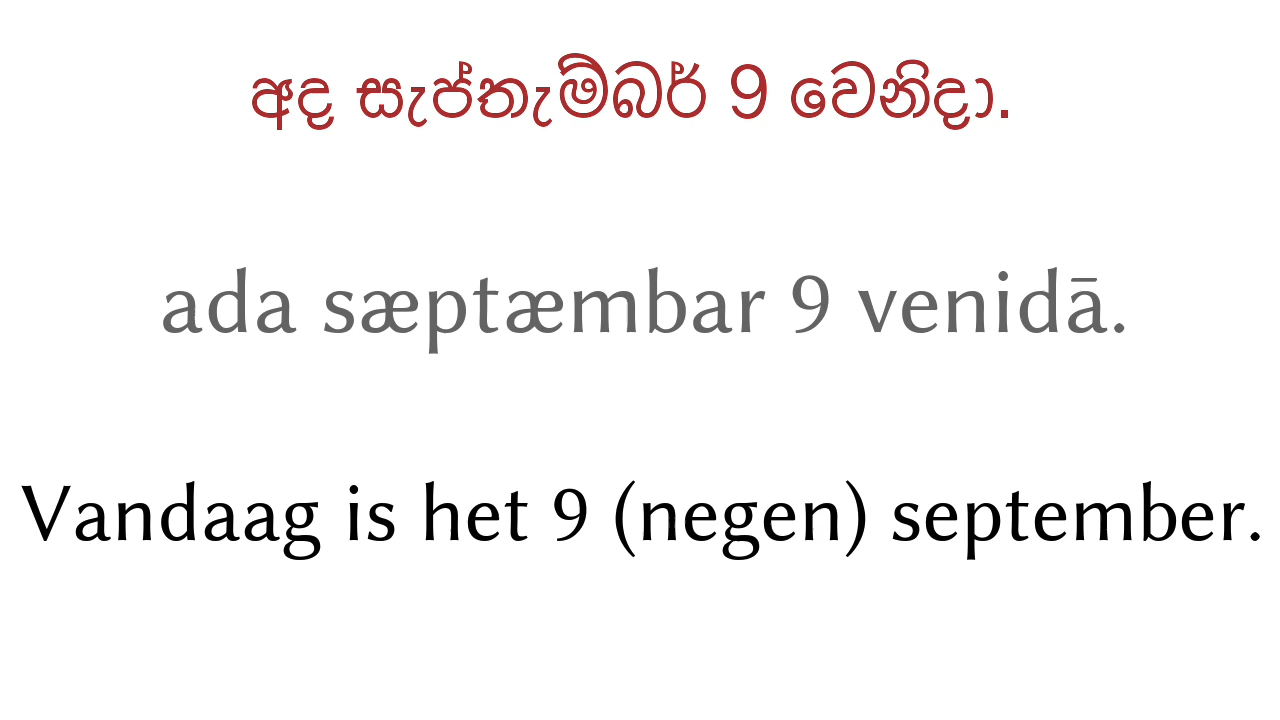 අද සැප්තැම්බර් 9 වෙනිදා.
ada sæptæmbar 9 venidā.
Vandaag is het 9 (negen) september.